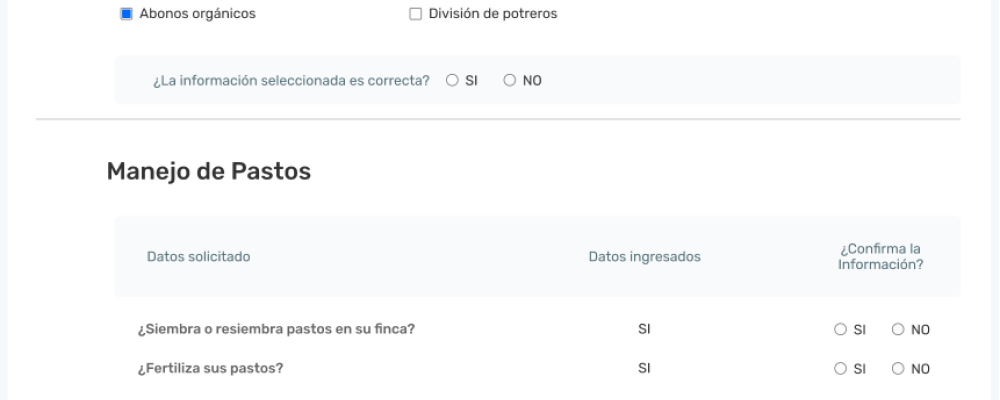 Abonos orgánicos División de potreros
¿La información seleccionada es correcta? SI NO
Manejo de Pastos
Datos solicitado Datos ingresados ¿Confirma la
Información?
¿Siembra o resiembra pastos en su finca? SI SI NO
¿Fertiliza sus pastos? SI SI NO